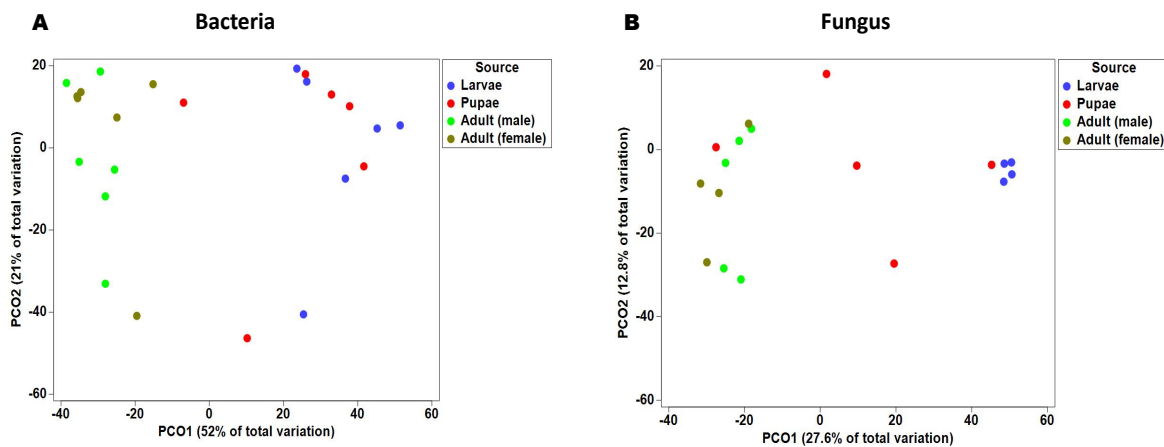 A
Bacteria
20
0
-20
-40
-60
-40
-20
0
20
40
60
PCO2 (21% of total variation)
PCO1 (52% of total variation)
Source
Larvae
Pupae
Adult (male)
Adult (female)
B
Fungus
20
0
-20
-40
-60
-40
-20
0
20
40
60
PCO2 (12.8% of total variation)
PCO1 (27.6% of total variation)
Source
Larvae
Pupae
Adult (male)
Adult (female)